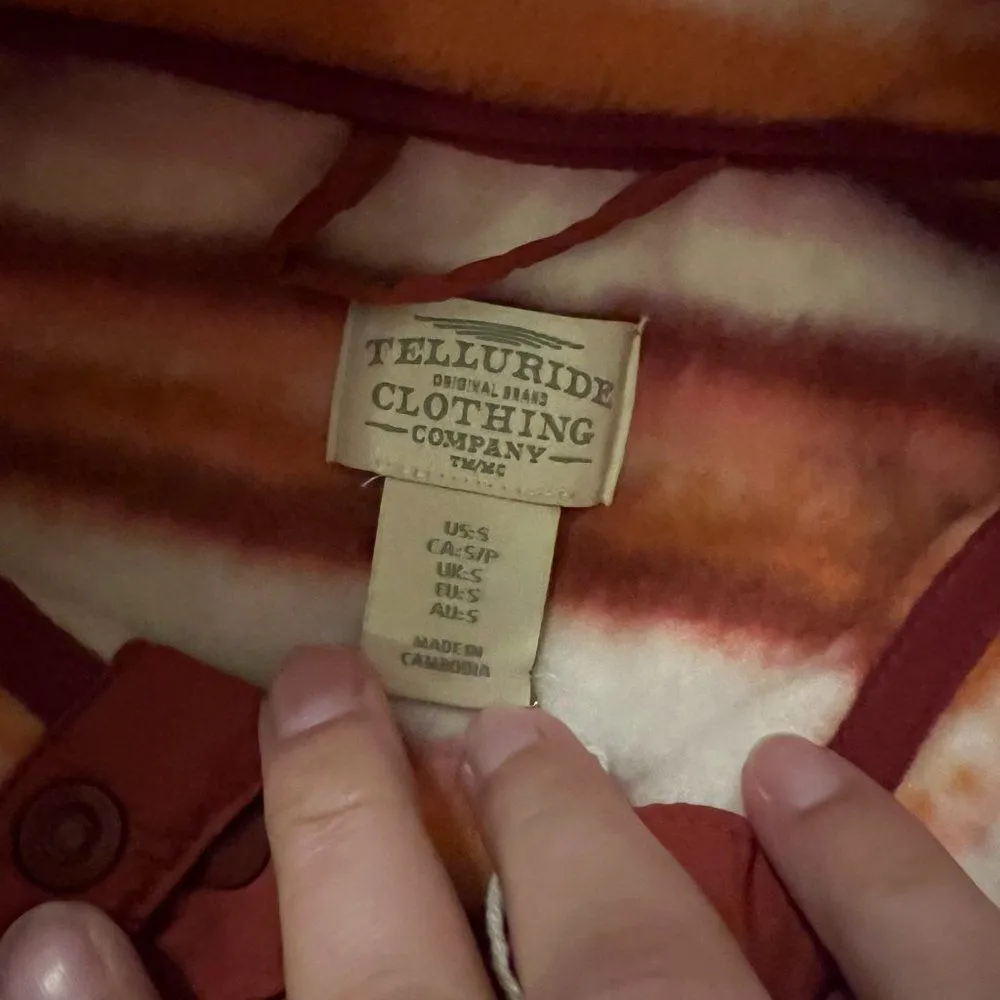 TELLURIDE
ORIGINAL BRAND
CLOTHING
COMPANY
TM/MC
US:S
CA:S/P
UK:S
EU:S
AU:S
MADE IN
CAMBODIA